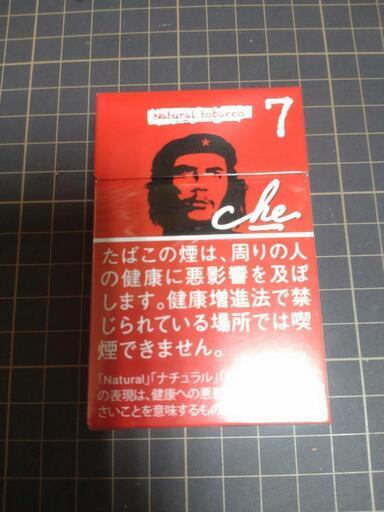 Natural tobacco
7
che
たばこの煙は、周りの人
の健康に悪影響を及ぼ
します。健康増進法で禁
じられている場所では喫
煙できません。
「Natural」「ナチュラル」「
の表現は、健康への悪影
さいことを意味するもの